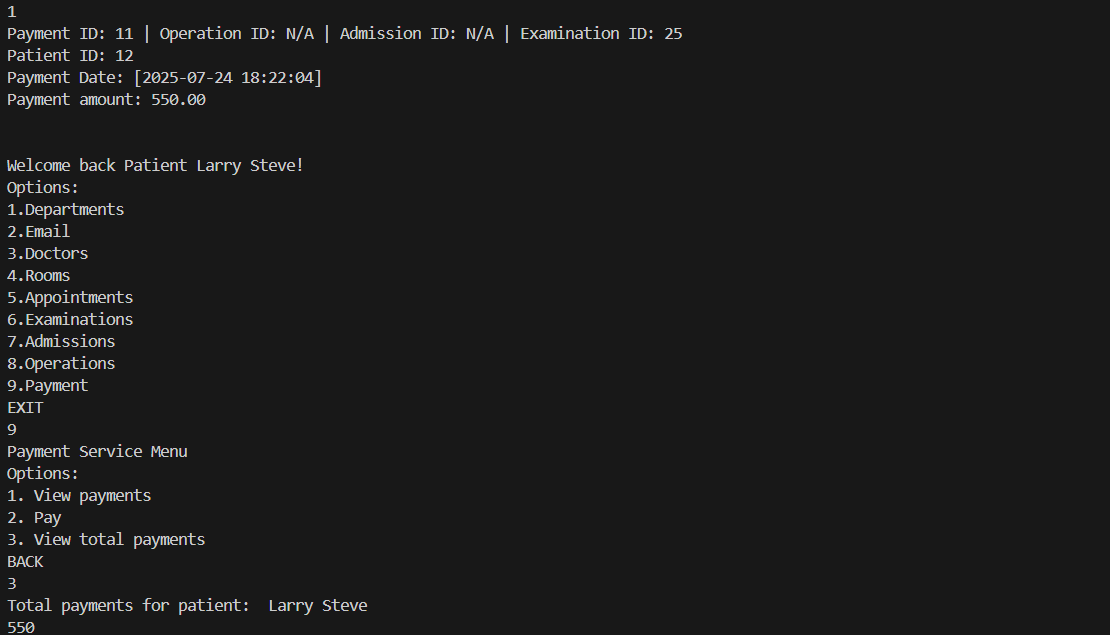 1
Payment ID: 11 | Operation ID: N/A | Admission ID: N/A | Examination ID: 25
Patient ID: 12
Payment Date: [2025-07-24 18:22:04]
Payment amount: 550.00
Welcome back Patient Larry Steve!
Options:
1.Departments
2.Email
3.Doctors
4.Rooms
5.Appointments
6.Examinations
7.Admissions
8.Operations
9.Payment
EXIT
9
Payment Service Menu
Options:
1. View payments
2. Pay
3. View total payments
BACK
3
Total payments for patient:  Larry Steve
550